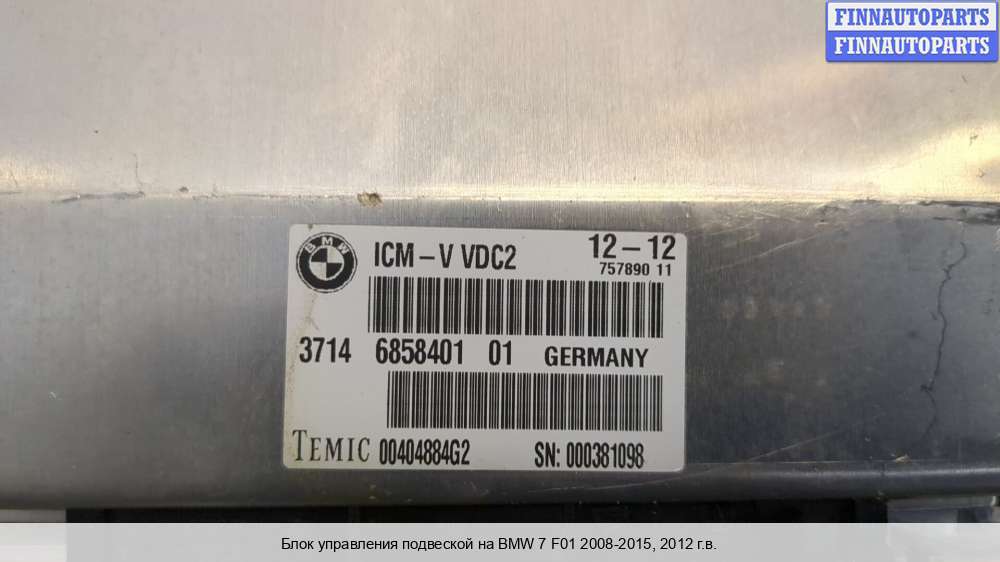 FINNAUTOPARTS
FINNAUTOPARTS
BMW
ICM-V VDC2
12-12
757890 11
3714 6858401 01 GERMANY
TEMIC 00404884G2 SN: 000381098
Блок управления подвеской на BMW 7 F01 2008-2015, 2012 г.в.